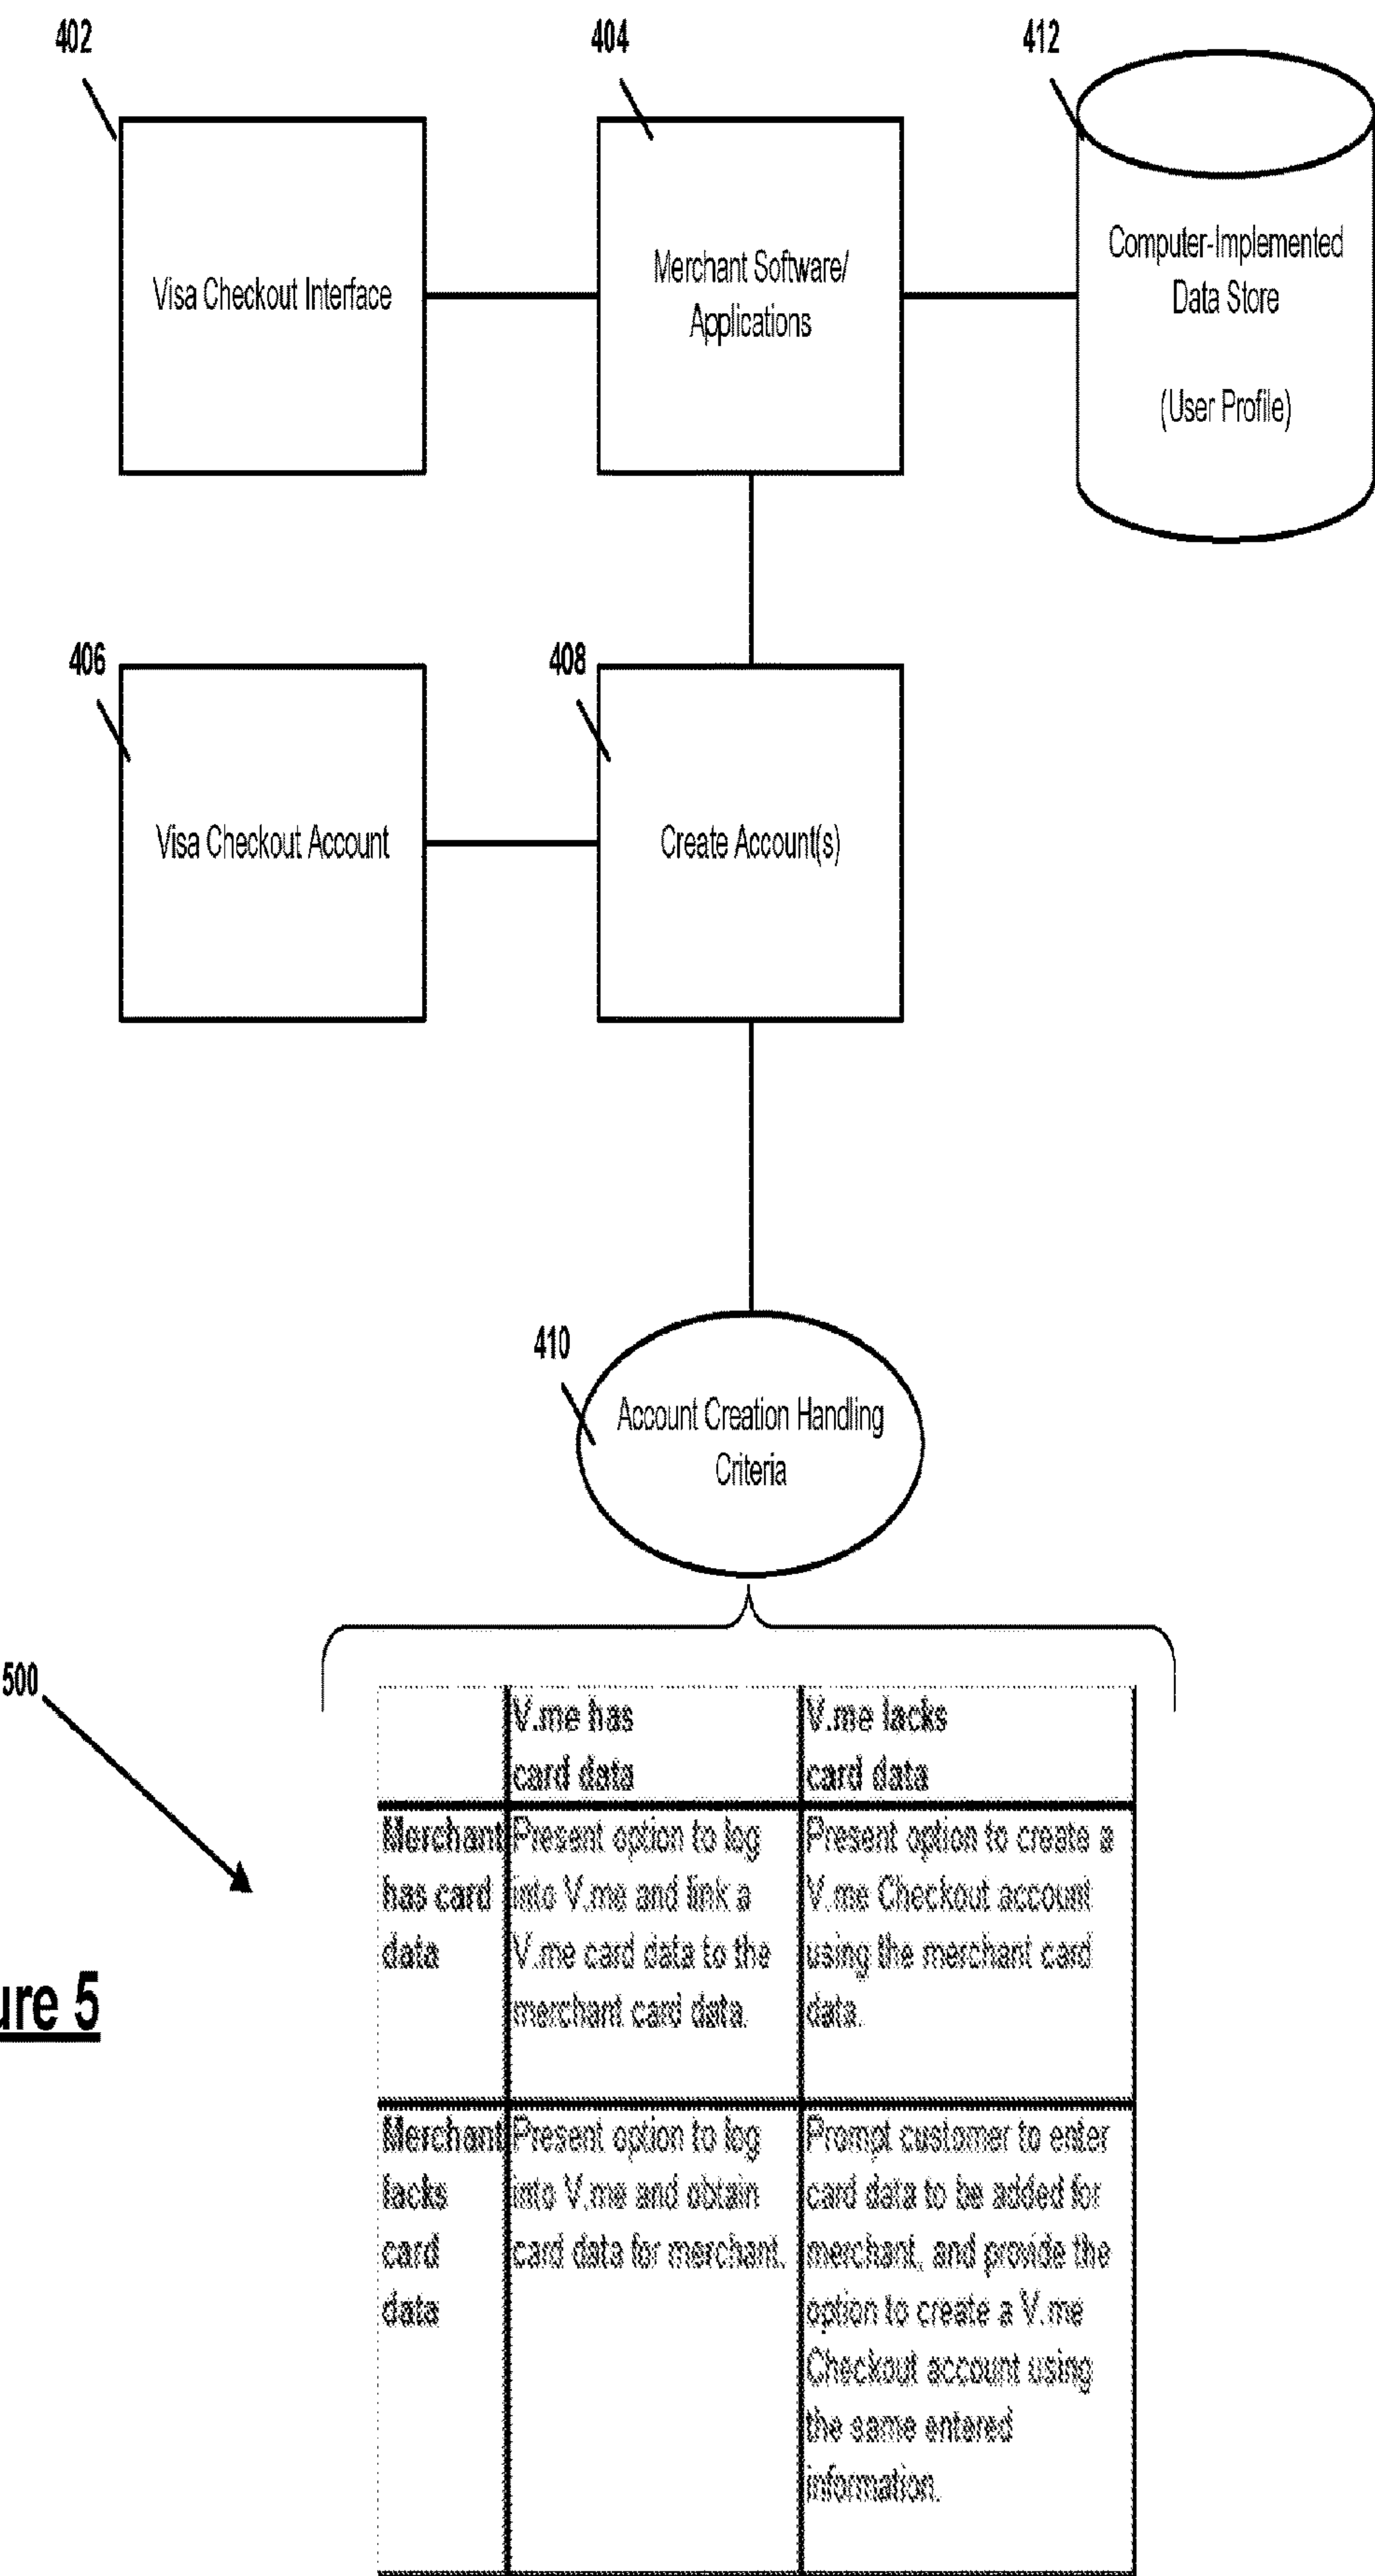 402
404
412
Visa Checkout Interface
Merchant Software/
Applications
Computer-Implemented
Data Store
(User Profile)
406
408
Visa Checkout Account
Create Account(s)
410
Account Creation Handling
Criteria
500
V.me has
card data
V.me lacks
card data
Merchant
has card
data
Present option to log
into V.me and link a
V.me card data to the
merchant card data.
Present option to create a
V.me Checkout account
using the merchant card
data.
ure 5
Merchant
lacks
card
data
Present option to log
into V.me and obtain
card data for merchant.
Prompt customer to enter
card data to be added for
merchant, and provide the
option to create a V.me
Checkout account using
the same entered
information.